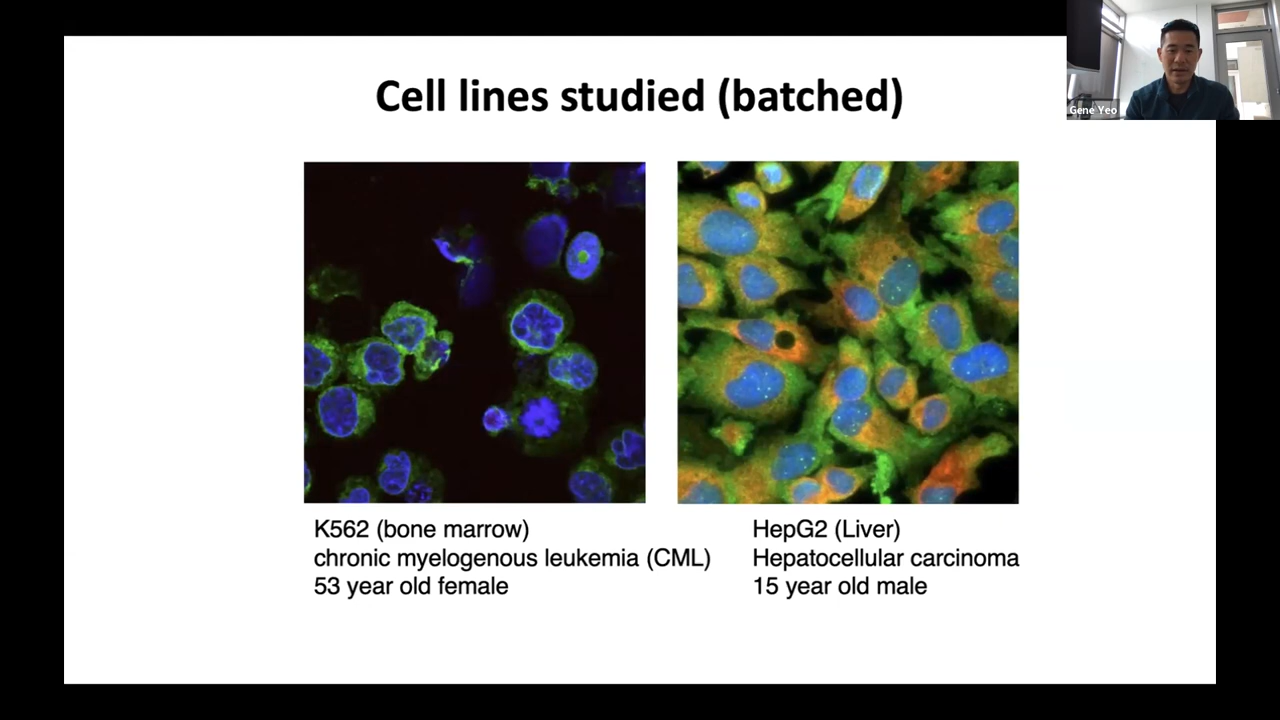 Cell lines studied (batched)
Gene Yeo
K562 (bone marrow)
chronic myelogenous leukemia (CML)
53 year old female
HepG2 (Liver)
Hepatocellular carcinoma
15 year old male